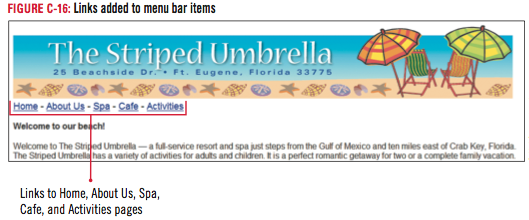 FIGURE C-16: Links added to menu bar items
The Striped Umbrella
25 Beachside Dr. • Ft. Eugene, Florida 33775
Home - About Us - Spa - Cafe - Activities
Welcome to our beach!
Welcome to The Striped Umbrella — a full-service resort and spa just steps from the Gulf of Mexico and ten miles east of Crab Key, Florida.
The Striped Umbrella has a variety of activities for adults and children. It is a perfect romantic getaway for two or a complete family vacation.
Links to Home, About Us, Spa,
Cafe, and Activities pages